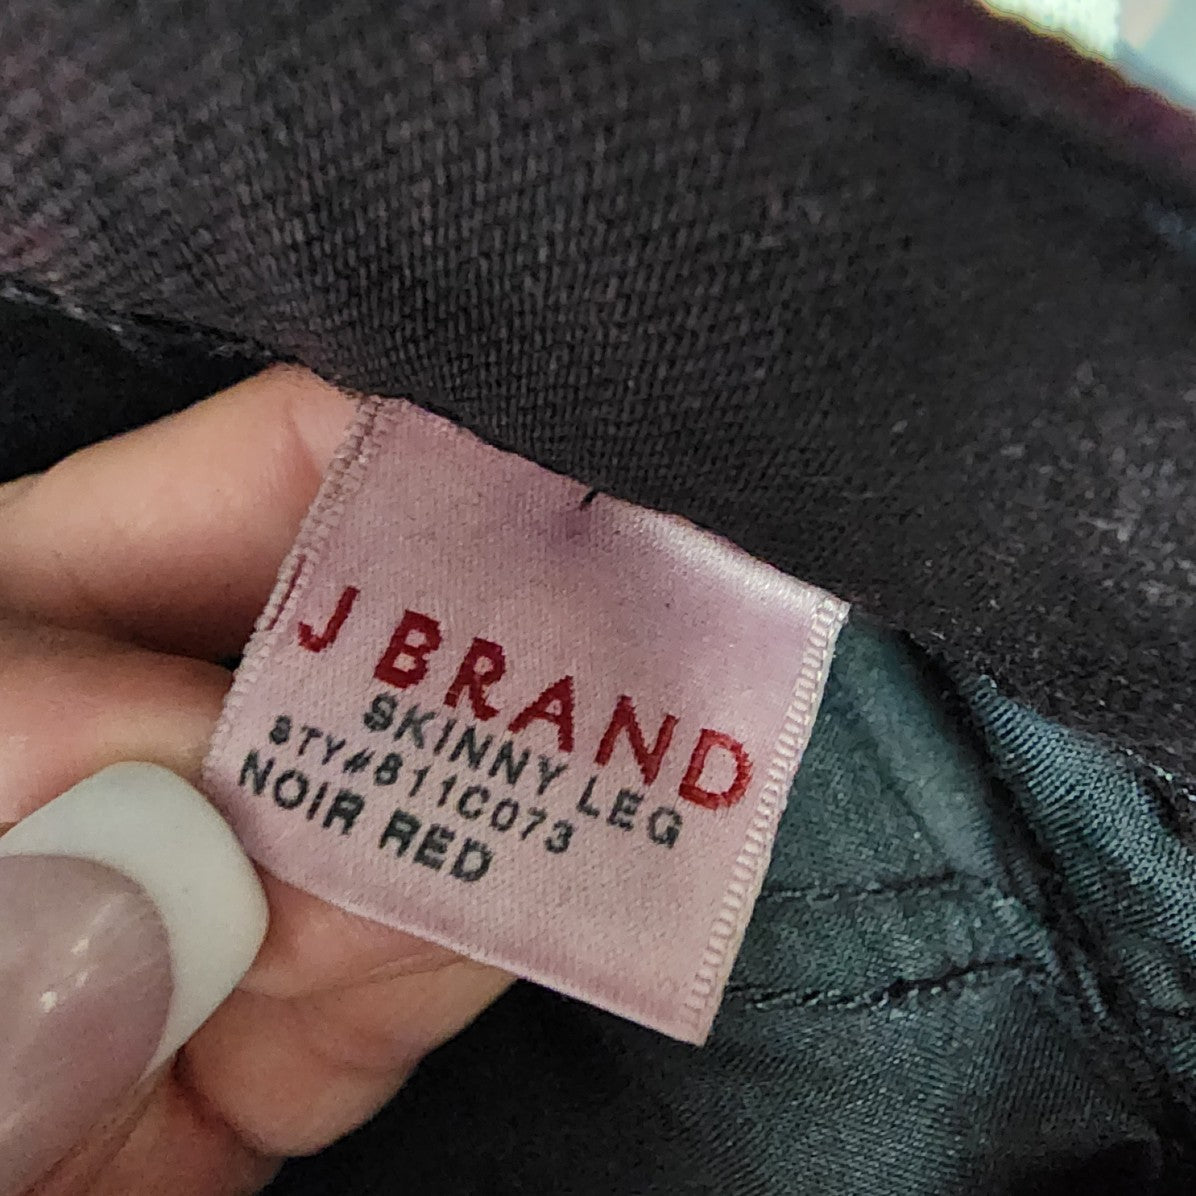 J BRAND
SKINNY LEG
STY#811C073
NOIR RED